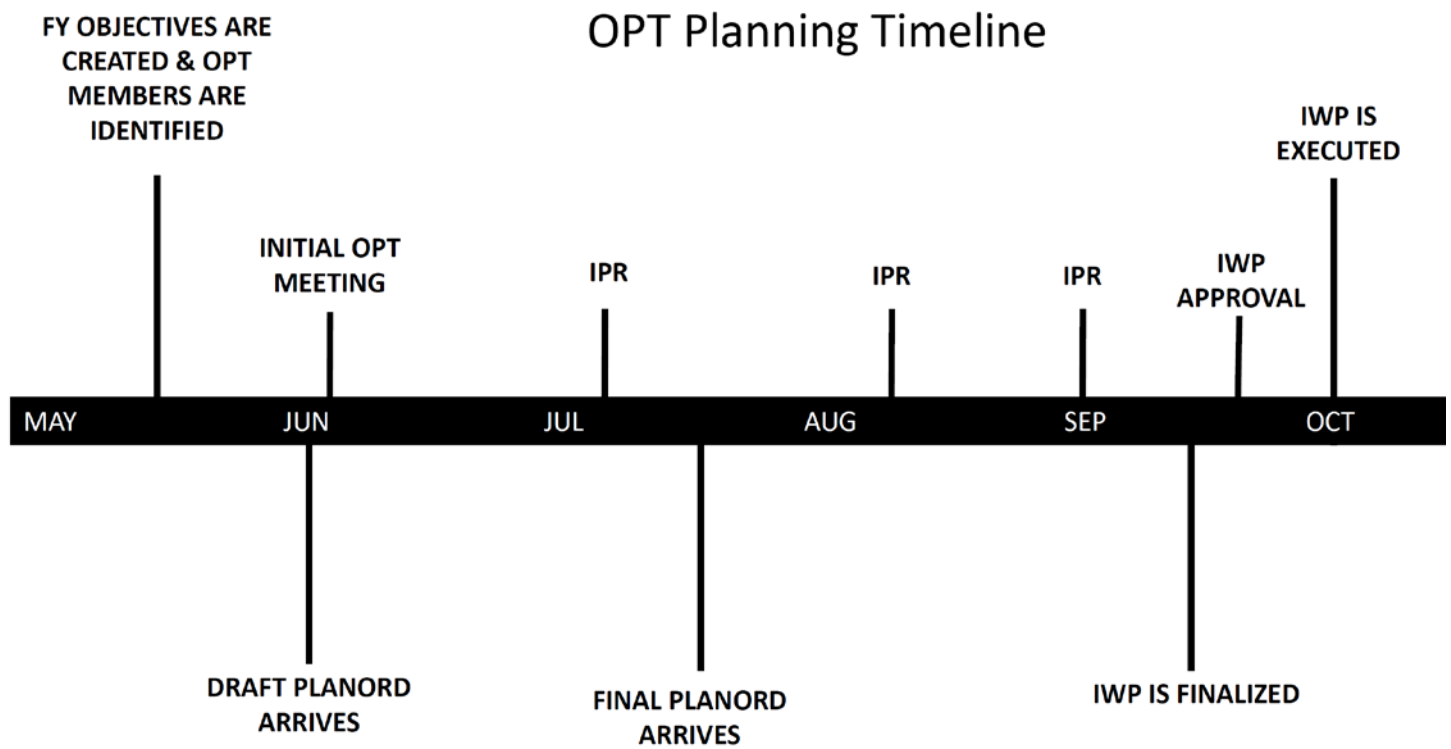 OPT Planning Timeline
FY OBJECTIVES ARE
CREATED & OPT
MEMBERS ARE
IDENTIFIED
INITIAL OPT
MEETING
IPR
IPR
IPR
IWP
APPROVAL
IWP IS
EXECUTED
MAY
JUN
JUL
AUG
SEP
OCT
DRAFT PLANORD
ARRIVES
FINAL PLANORD
ARRIVES
IWP IS FINALIZED